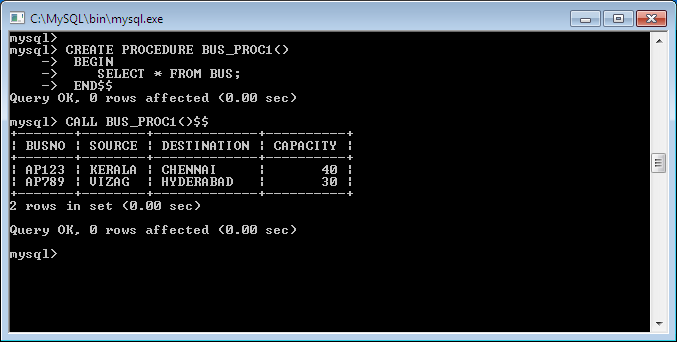 C:\MySQL\bin\mysql.exe
mysql>
mysql> CREATE PROCEDURE BUS_PROC1()
    -> BEGIN
    ->    SELECT * FROM BUS;
    -> END$$
Query OK, 0 rows affected (0.00 sec)
mysql> CALL BUS_PROC1()$$
+-------+--------+-------------+----------+
| BUSNO | SOURCE | DESTINATION | CAPACITY |
+-------+--------+-------------+----------+
| AP123 | KERALA | CHENNAI     |       40 |
| AP789 | VIZAG  | HYDERABAD   |       30 |
+-------+--------+-------------+----------+
2 rows in set (0.00 sec)
Query OK, 0 rows affected (0.00 sec)
mysql>